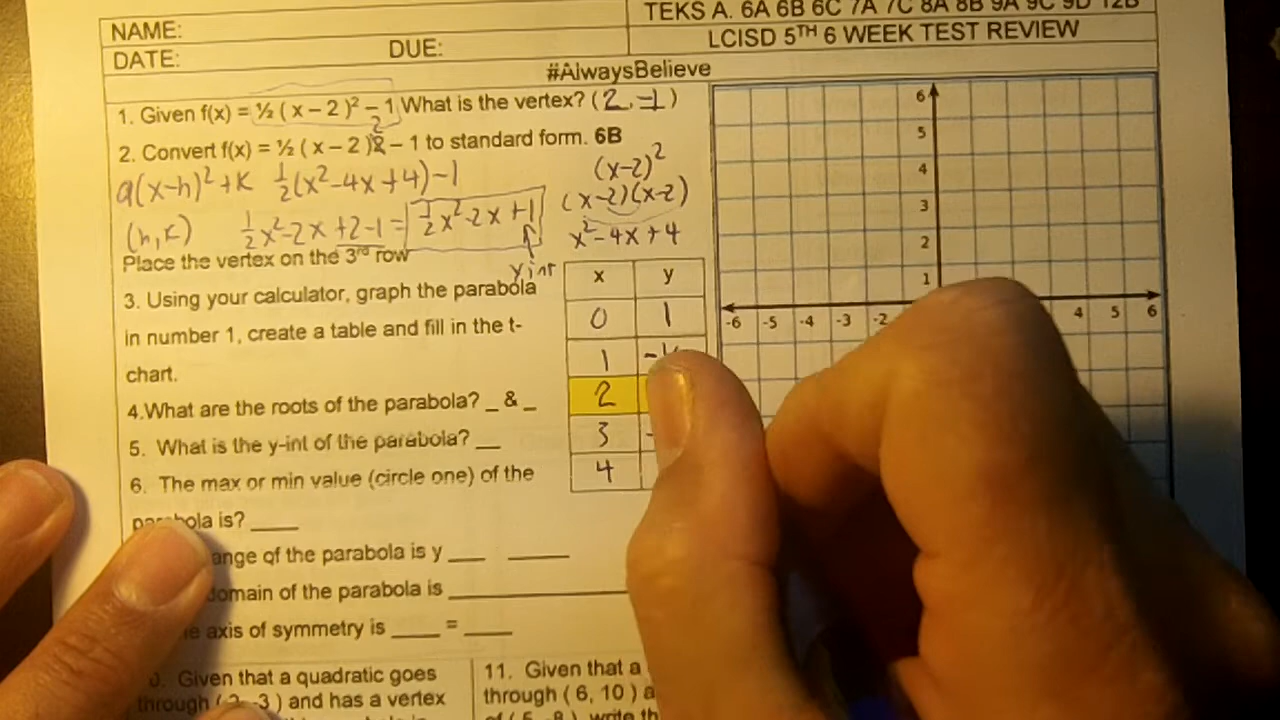 NAME:
TEKS A. 6A 6B 6C 7A 7C 8A 8B 9A 9C 9D 12B
DATE:
DUE:
LCISD 5TH 6 WEEK TEST REVIEW
#AlwaysBelieve
1. Given f(x) = ½ ( x – 2 )² – 1 What is the vertex? ( 2, -1 )
2. Convert f(x) = ½ ( x – 2 )2 – 1 to standard form. 6B
a(x-h)²+K ½(x²-4x+4)-1
(x-2)²
(x-2)(x-2)
(h,K) ½x²-2x+2-1 = ½x²-2x+1
x²-4x+4
y int
Place the vertex on the 3rd row
3. Using your calculator, graph the parabola
in number 1, create a table and fill in the t-
chart.
x y
0 1
1
2
3
4
4.What are the roots of the parabola? _ & _
5. What is the y-int of the parabola? __
6. The max or min value (circle one) of the
parabola is? ____
of the parabola is y ___ ____
of the parabola is ____
axis of symmetry is ___ = ___
6
5
4
3
2
1
-6 -5 -4 -3 -2 4 5 6
Given that a quadratic goes
through ( 2, -3 ) and has a vertex
11. Given that a
through ( 6, 10 ) a